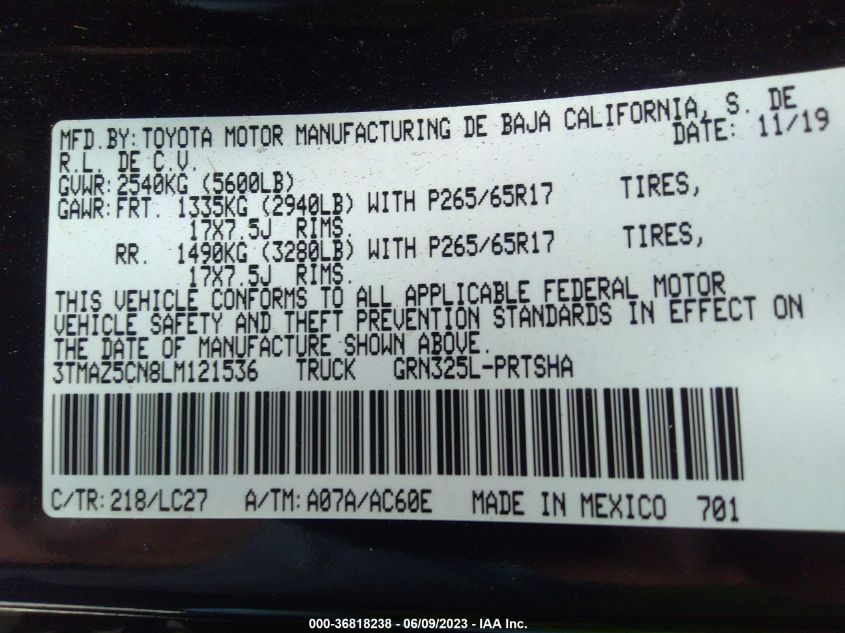 MFD.BY:TOYOTA MOTOR MANUFACTURING DE BAJA CALIFORNIA, S. DE
R.L. DE C.V. DATE: 11/19
GVWR:2540KG (5600LB)
GAWR:FRT. 1335KG (2940LB) WITH P265/65R17 TIRES,
17X7.5J RIMS.
RR. 1490KG (3280LB) WITH P265/65R17 TIRES,
17X7.5J RIMS.
THIS VEHICLE CONFORMS TO ALL APPLICABLE FEDERAL MOTOR
VEHICLE SAFETY AND THEFT PREVENTION STANDARDS IN EFFECT ON
THE DATE OF MANUFACTURE SHOWN ABOVE.
3TMAZ5CN8LM121536 TRUCK GRN325L-PRTSHA
C/TR:218/LC27 A/TM:A07A/AC60E MADE IN MEXICO 701
000-36818238 - 06/09/2023 - IAA Inc.